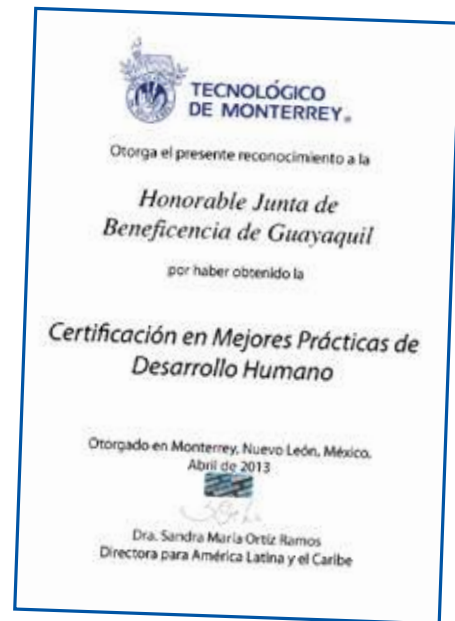 TECNOLÓGICO
DE MONTERREY®
Otorga el presente reconocimiento a la
Honorable Junta de
Beneficencia de Guayaquil
por haber obtenido la
Certificación en Mejores Prácticas de
Desarrollo Humano
Otorgado en Monterrey, Nuevo León, México,
Abril de 2013
Dra. Sandra María Ortíz Ramos
Directora para América Latina y el Caribe